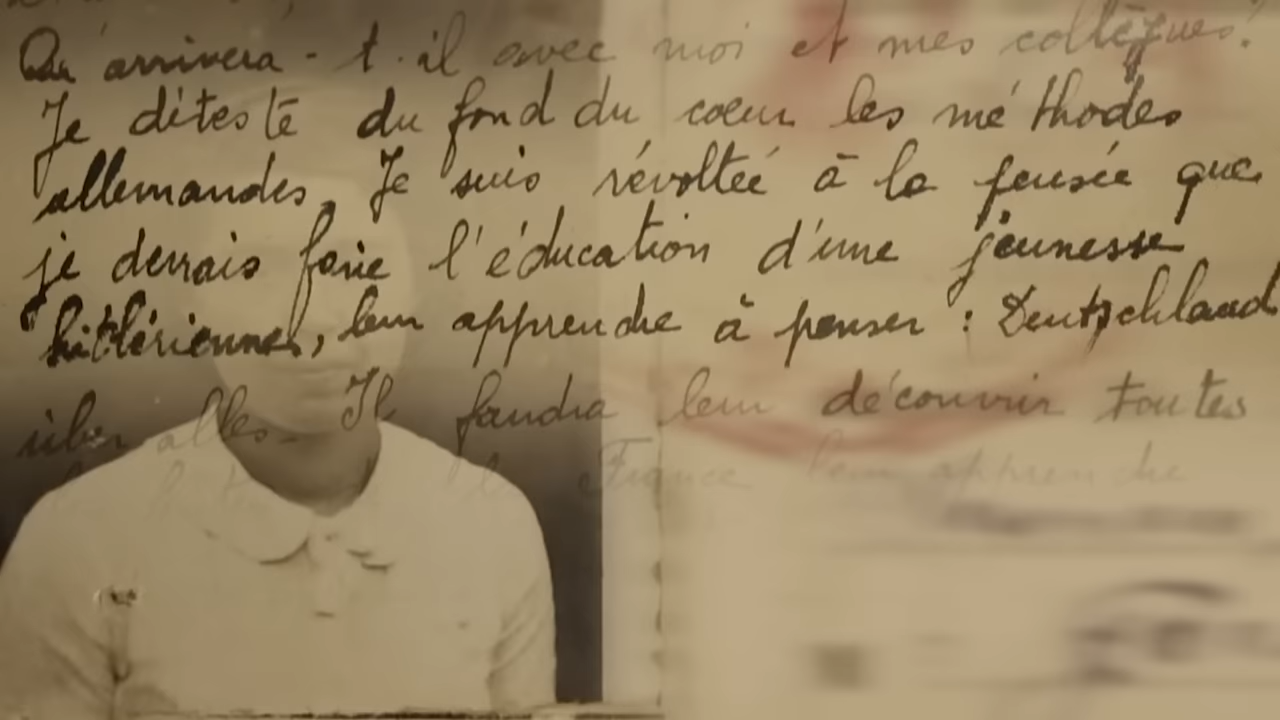 Qu'arrivera-t.il avec moi et mes collègues!
Je déteste du fond du coeur les méthodes
allemandes. Je suis révoltée à la pensée que
je devrais faire l'éducation d'une jeunesse
hitlérienne, leur apprendre à penser : Deutschland
über alles. Il faudra leur découvrir toutes
la France leur apprendre